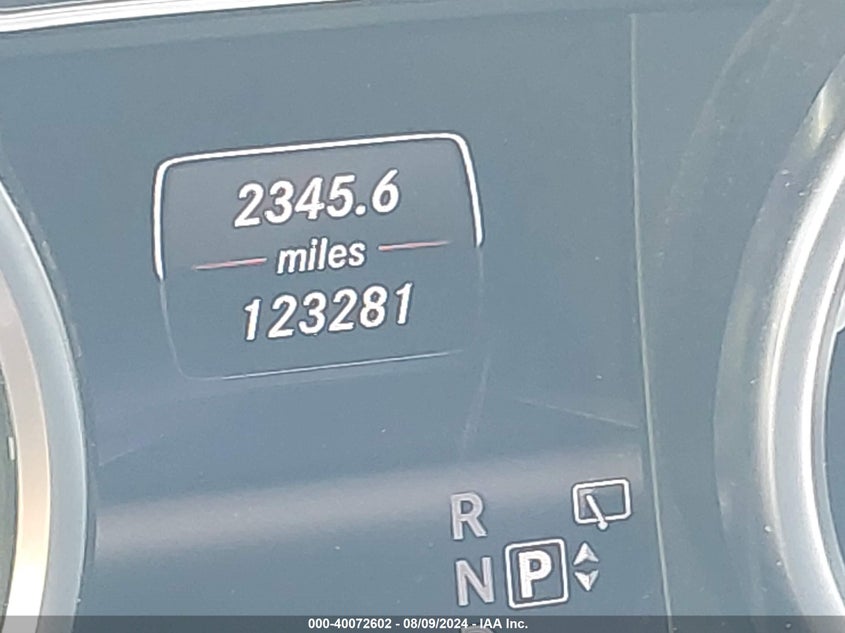 2345.6
miles
123281
R
N P
000-40072602 - 08/09/2024 - IAA Inc.